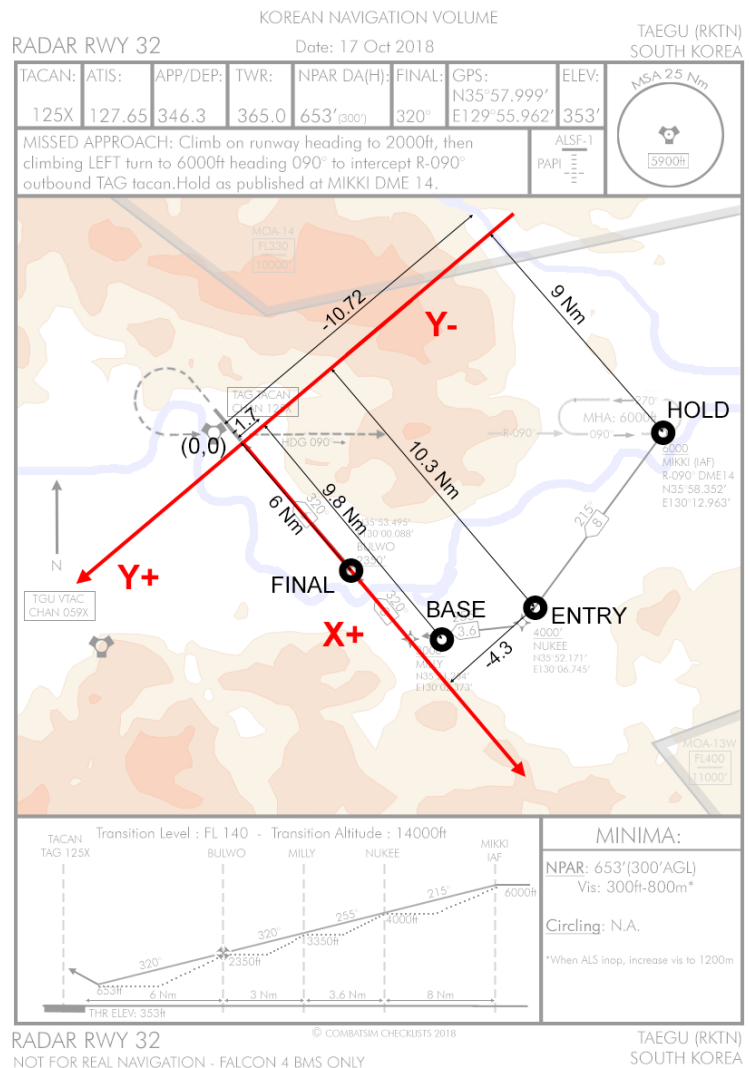 KOREAN NAVIGATION VOLUME
RADAR RWY 32
Date: 17 Oct 2018
TAEGU (RKTN)
SOUTH KOREA
TACAN:
125X
ATIS:
127.65
APP/DEP:
346.3
TWR:
365.0
NPAR DA(H):
653' (300')
FINAL:
320°
GPS:
N35°57.999'
E129°55.962'
ELEV:
353'
MSA 25 Nm
5900ft
MISSED APPROACH: Climb on runway heading to 2000ft, then
climbing LEFT turn to 6000ft heading 090° to intercept R-090°
outbound TAG tacan.Hold as published at MIKKI DME 14.
ALSF-1
PAPI
MOA-14
FL330
10000'
-10.72
Y-
9 Nm
TAG TACAN
CHAN 125X
1.7
(0,0)
HDG 090°
10.3 Nm
270°
MHA: 6000ft
HOLD
R-090°
090°
6000
MIKKI (IAF)
R-090° DME14
N35°58.352'
E130°12.963'
9.8 Nm
6 Nm
320°
215°
8
N
N35°53.495'
E130°00.088'
BULWO
2350'
Y+
FINAL
TGU VTAC
CHAN 059X
320°
BASE
ENTRY
X+
3.6
4000'
NUKEE
N35°52.171'
E130°06.745'
-4.3
MILLY
MOA-13W
FL400
11000'
Transition Level : FL 140 - Transition Altitude : 14000ft
TACAN
TAG 125X
BULWO
MILLY
NUKEE
MIKKI
IAF
215°
6000ft
255°
4000ft
320°
3350ft
320°
2350ft
653ft
6 Nm
3 Nm
3.6 Nm
8 Nm
THR ELEV: 353ft
MINIMA:
NPAR: 653'(300'AGL)
Vis: 300ft-800m*
Circling: N.A.
*When ALS inop, increase vis to 1200m
RADAR RWY 32
© COMBATSIM CHECKLISTS 2018
TAEGU (RKTN)
NOT FOR REAL NAVIGATION - FALCON 4 BMS ONLY
SOUTH KOREA